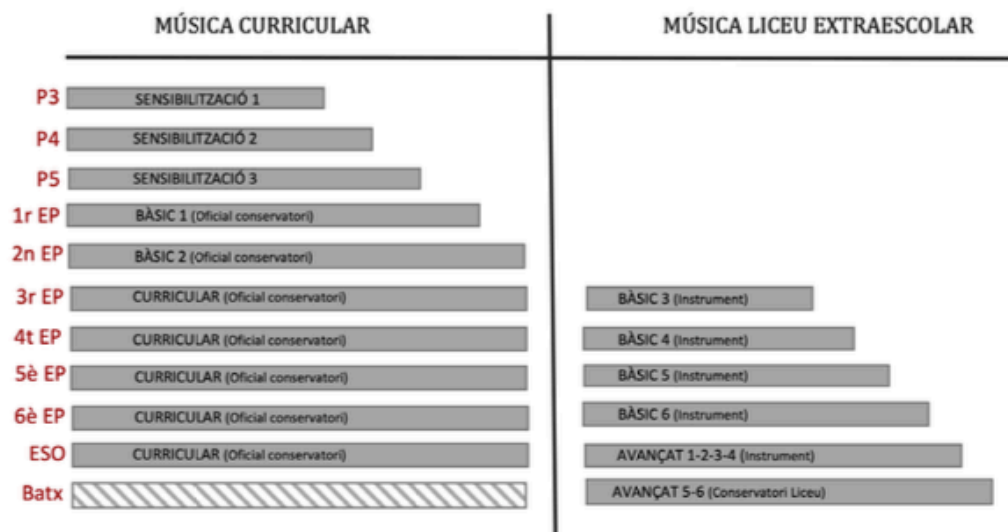 MÚSICA CURRICULAR MÚSICA LICEU EXTRAESCOLAR
P3 SENSIBILITZACIÓ 1
P4 SENSIBILITZACIÓ 2
P5 SENSIBILITZACIÓ 3
1r EP BÀSIC 1 (Oficial conservatori)
2n EP BÀSIC 2 (Oficial conservatori)
3r EP CURRICULAR (Oficial conservatori) BÀSIC 3 (Instrument)
4t EP CURRICULAR (Oficial conservatori) BÀSIC 4 (Instrument)
5è EP CURRICULAR (Oficial conservatori) BÀSIC 5 (Instrument)
6è EP CURRICULAR (Oficial conservatori) BÀSIC 6 (Instrument)
ESO CURRICULAR (Oficial conservatori) AVANÇAT 1-2-3-4 (Instrument)
Batx AVANÇAT 5-6 (Conservatori Liceu)